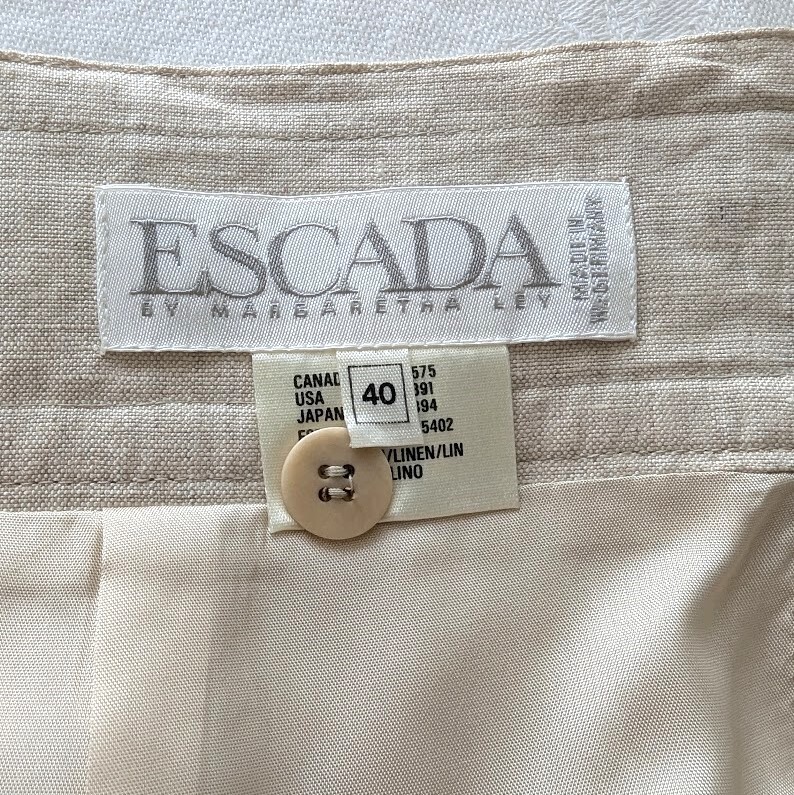 ESCADA
BY MARGARETHA LEY
MADE IN
W-GERMANY
40
CANAD 575
USA 391
JAPAN 394
5402
/LINEN/LIN
LINO